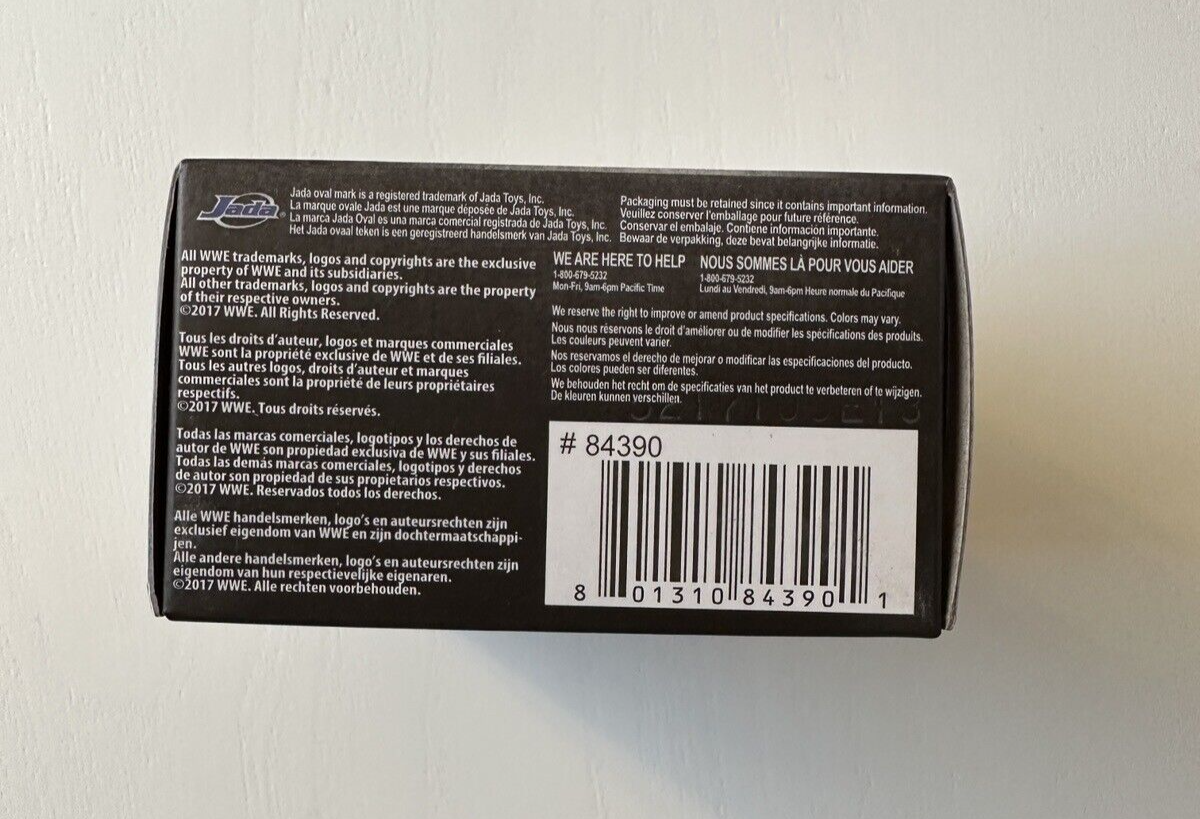 Jada®
Jada oval mark is a registered trademark of Jada Toys, Inc.
La marque ovale Jada est une marque déposée de Jada Toys, Inc.
La marca Jada Oval es una marca comercial registrada de Jada Toys, Inc.
Het Jada ovaal teken is een geregistreerd handelsmerk van Jada Toys, Inc.
Packaging must be retained since it contains important information.
Veuillez conserver l'emballage pour future référence.
Conservar el embalaje. Contiene información importante.
Bewaar de verpakking, deze bevat belangrijke informatie.
All WWE trademarks, logos and copyrights are the exclusive
property of WWE and its subsidiaries.
All other trademarks, logos and copyrights are the property
of their respective owners.
©2017 WWE. All Rights Reserved.
Tous les droits d'auteur, logos et marques commerciales
WWE sont la propriété exclusive de WWE et de ses filiales.
Tous les autres logos, droits d'auteur et marques
commerciales sont la propriété de leurs propriétaires
respectifs.
©2017 WWE. Tous droits réservés.
Todas las marcas comerciales, logotipos y los derechos de
autor de WWE son propiedad exclusiva de WWE y sus filiales.
Todas las demás marcas comerciales, logotipos y derechos
de autor son propiedad de sus propietarios respectivos.
©2017 WWE. Reservados todos los derechos.
Alle WWE handelsmerken, logo's en auteursrechten zijn
exclusief eigendom van WWE en zijn dochtermaatschappi-
jen.
Alle andere handelsmerken, logo's en auteursrechten zijn
eigendom van hun respectievelijke eigenaren.
©2017 WWE. Alle rechten voorbehouden.
WE ARE HERE TO HELP
1-800-679-5232
Mon-Fri, 9am-6pm Pacific Time
NOUS SOMMES LÀ POUR VOUS AIDER
1-800-679-5232
Lundi au Vendredi, 9am-6pm Heure normale du Pacifique
We reserve the right to improve or amend product specifications. Colors may vary.
Nous nous réservons le droit d'améliorer ou de modifier les spécifications des produits.
Les couleurs peuvent varier.
Nos reservamos el derecho de mejorar o modificar las especificaciones del producto.
Los colores pueden ser diferentes.
We behouden het recht om de specificaties van het product te verbeteren of te wijzigen.
De kleuren kunnen verschillen.
# 84390
8 01310 84390 1